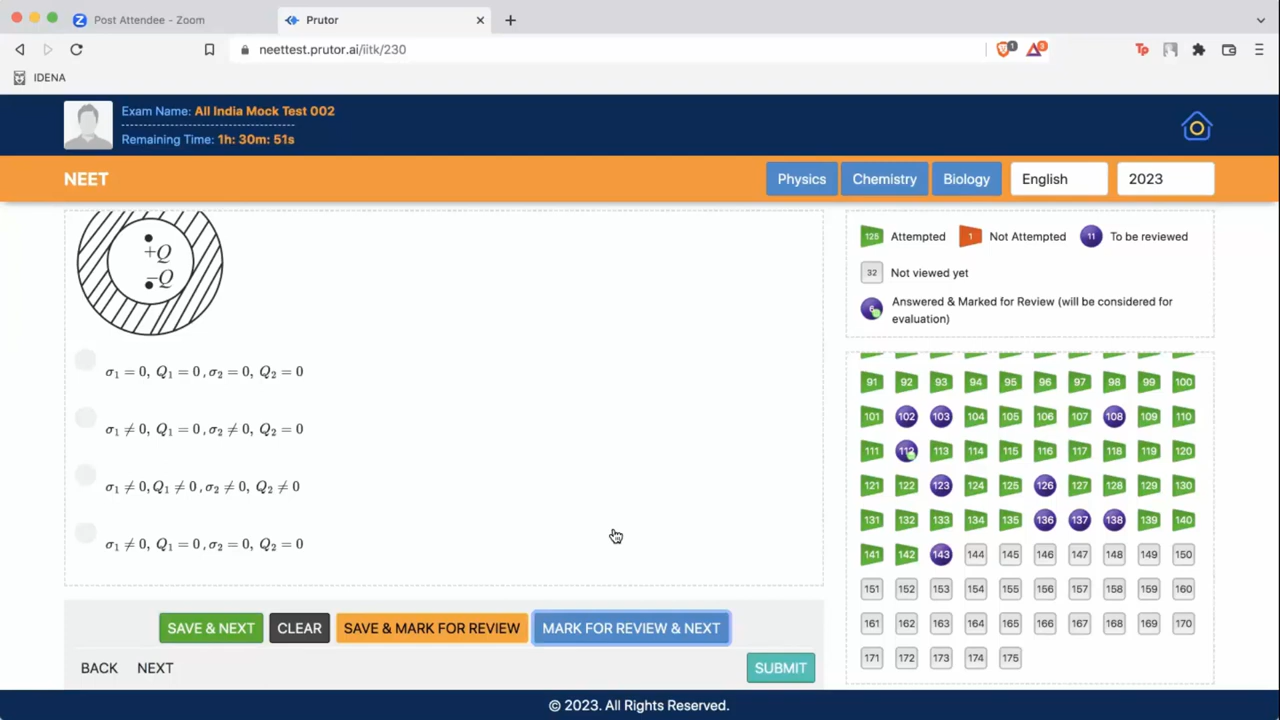 Post Attendee - Zoom
Prutor
neettest.prutor.ai/iitk/230
1
3
Tp
IDENA
Exam Name: All India Mock Test 002
Remaining Time: 1h: 30m: 51s
NEET
Physics
Chemistry
Biology
English
2023
+Q
−Q
σ₁ = 0, Q₁ = 0 , σ₂ = 0, Q₂ = 0
σ₁ ≠ 0, Q₁ = 0 , σ₂ ≠ 0, Q₂ = 0
σ₁ ≠ 0, Q₁ ≠ 0 , σ₂ ≠ 0, Q₂ ≠ 0
σ₁ ≠ 0, Q₁ = 0 , σ₂ = 0, Q₂ = 0
SAVE & NEXT
CLEAR
SAVE & MARK FOR REVIEW
MARK FOR REVIEW & NEXT
BACK
NEXT
SUBMIT
125 Attempted 1 Not Attempted 11 To be reviewed
32 Not viewed yet
Answered & Marked for Review (will be considered for
evaluation)
91 92 93 94 95 96 97 98 99 100
101 102 103 104 105 106 107 108 109 110
111 112 113 114 115 116 117 118 119 120
121 122 123 124 125 126 127 128 129 130
131 132 133 134 135 136 137 138 139 140
141 142 143 144 145 146 147 148 149 150
151 152 153 154 155 156 157 158 159 160
161 162 163 164 165 166 167 168 169 170
171 172 173 174 175
© 2023. All Rights Reserved.